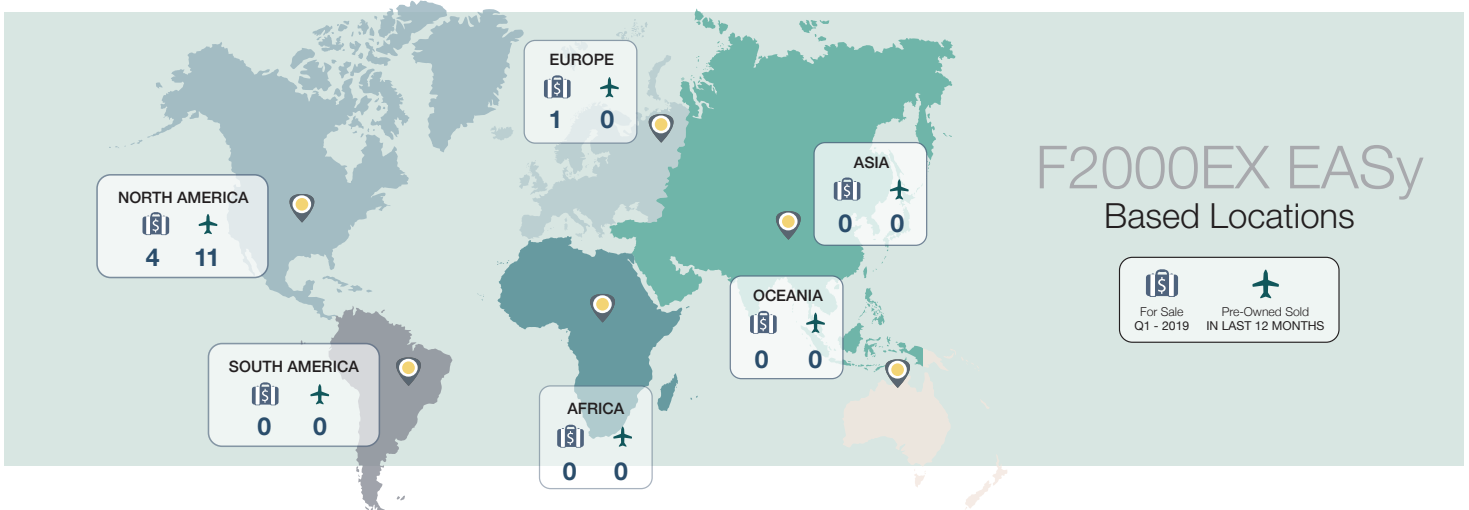 EUROPE
1 0
NORTH AMERICA
4 11
ASIA
0 0
OCEANIA
0 0
SOUTH AMERICA
0 0
AFRICA
0 0
F2000EX EASy
Based Locations
For Sale
Q1 - 2019
Pre-Owned Sold
IN LAST 12 MONTHS